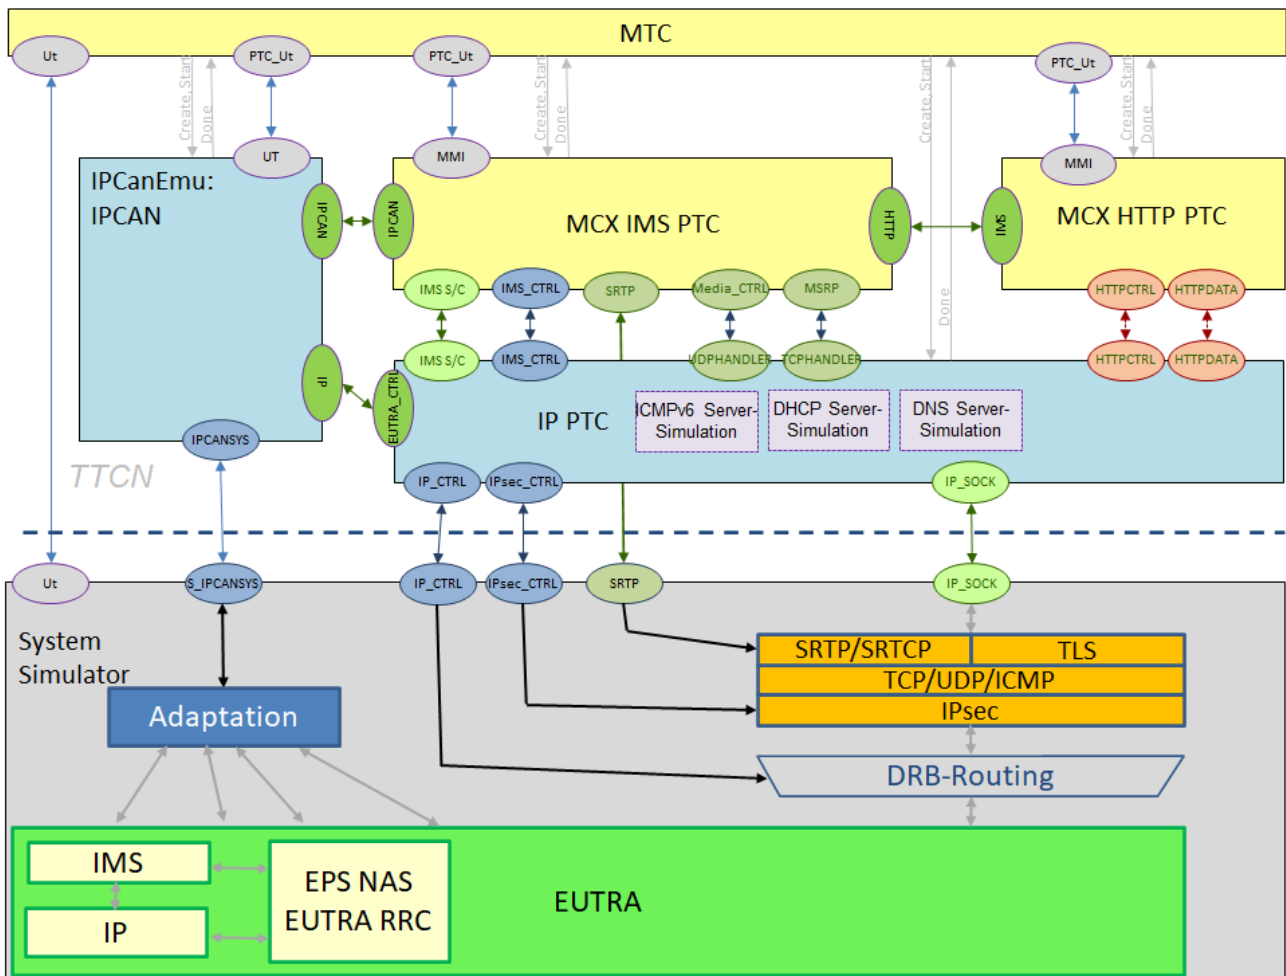 MTC
Ut
PTC_Ut
PTC_Ut
PTC_Ut
Create, Start
Done
Create, Start
Done
Create, Start
Done
Create, Start
Done
UT
MMI
MMI
IPCanEmu:
IPCAN
IPCAN
IPCAN
MCX IMS PTC
HTTP
SMI
MCX HTTP PTC
IMS S/C
IMS_CTRL
SRTP
Media_CTRL
MSRP
HTTPCTRL
HTTPDATA
IMS S/C
IMS_CTRL
UDPHANDLER
TCPHANDLER
HTTPCTRL
HTTPDATA
IP
EUTRA_CTRL
IP PTC
ICMPv6 Server-
Simulation
DHCP Server-
Simulation
DNS Server-
Simulation
IPCANSYS
TTCN
IP_CTRL
IPsec_CTRL
IP_SOCK
Ut
S_IPCANSYS
IP_CTRL
IPsec_CTRL
SRTP
IP_SOCK
System
Simulator
SRTP/SRTCP
TLS
TCP/UDP/ICMP
IPsec
Adaptation
DRB-Routing
IMS
IP
EPS NAS
EUTRA RRC
EUTRA